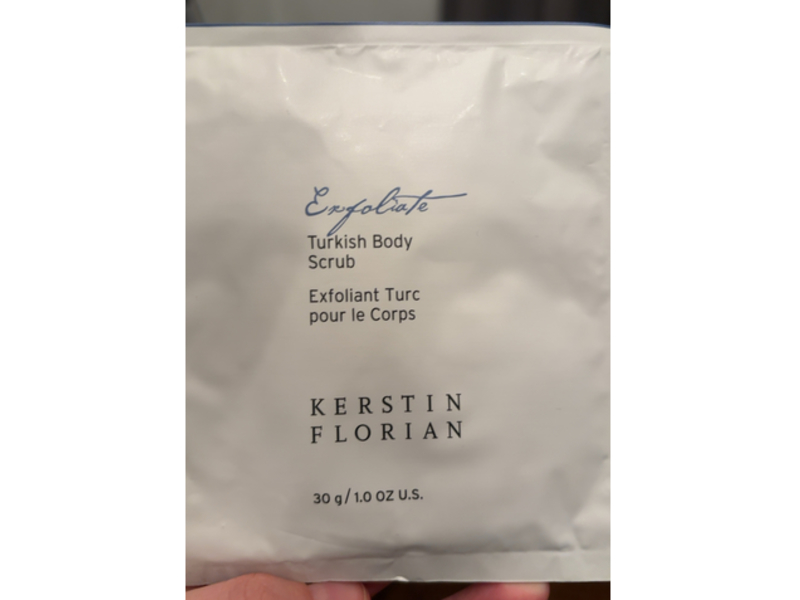 Exfoliate
Turkish Body
Scrub
Exfoliant Turc
pour le Corps
KERSTIN
FLORIAN
30 g/1.0 OZ U.S.